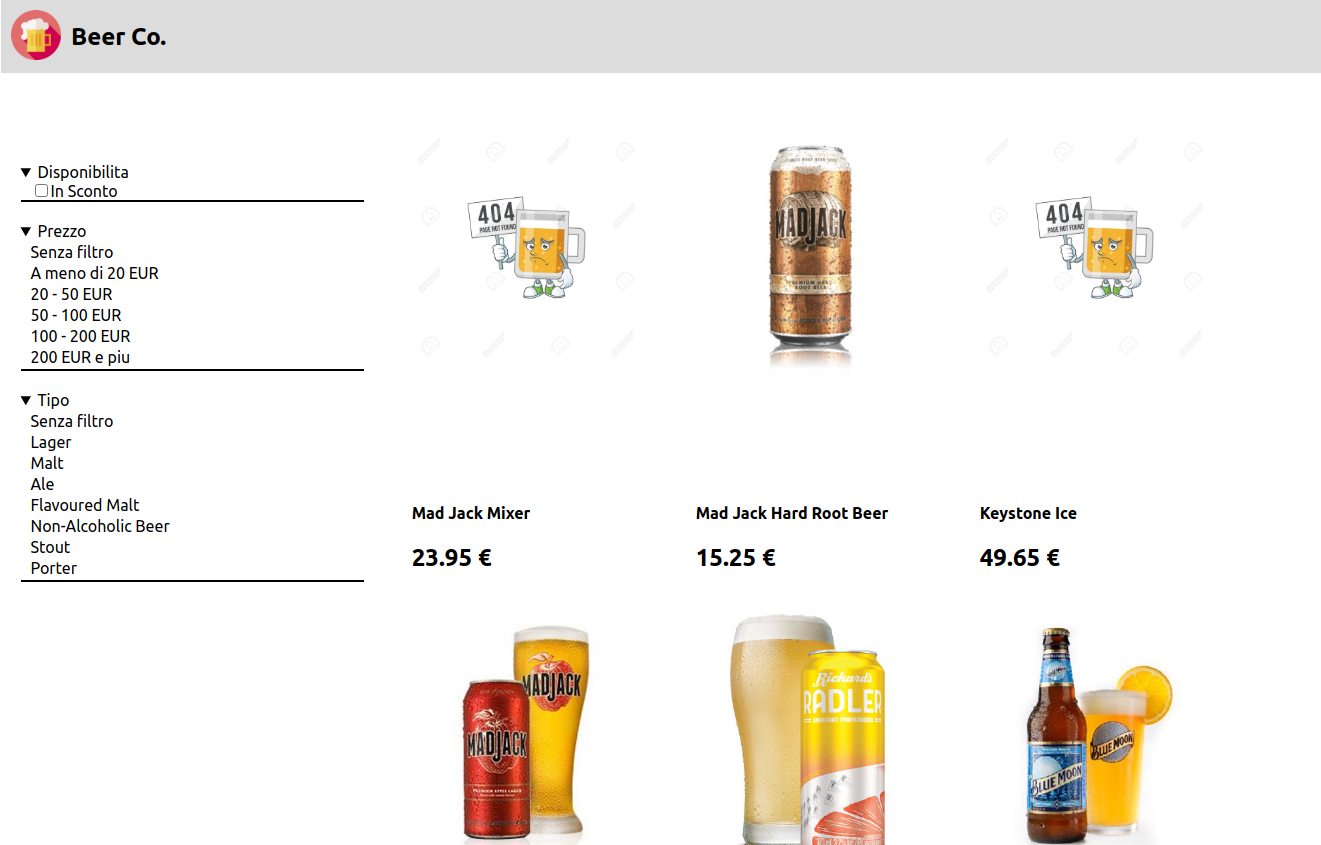 Beer Co.
Disponibilita
In Sconto
Prezzo
Senza filtro
A meno di 20 EUR
20 - 50 EUR
50 - 100 EUR
100 - 200 EUR
200 EUR e piu
Tipo
Senza filtro
Lager
Malt
Ale
Flavoured Malt
Non-Alcoholic Beer
Stout
Porter
404
PAGE NOT FOUND
MADJACK
PREMIUM HARD
ROOT BEER
404
PAGE NOT FOUND
Mad Jack Mixer
23.95 €
Mad Jack Hard Root Beer
15.25 €
Keystone Ice
49.65 €
MADJACK
MADJACK
PREMIUM APPLE LAGER
Rickard's
RADLER
BLUE MOON
BLUE MOON